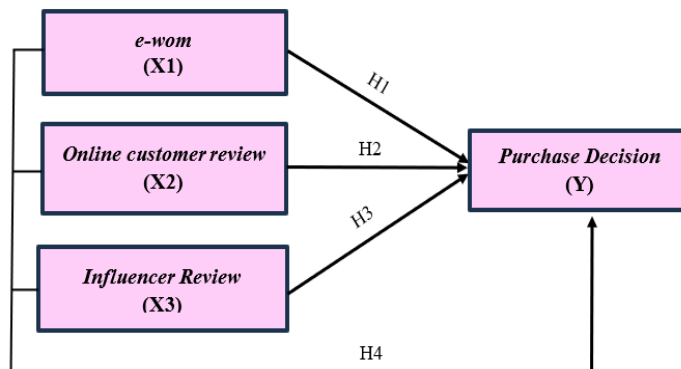 e-wom
(X1)
H1
Online customer review
(X2)
H2
Purchase Decision
(Y)
H3
Influencer Review
(X3)
H4